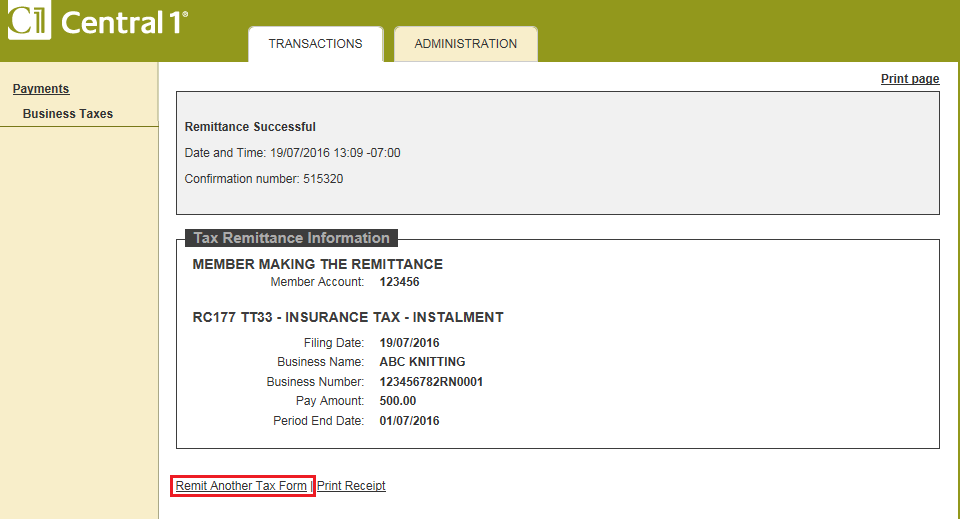 C1 Central 1®
TRANSACTIONS
ADMINISTRATION
Payments
Business Taxes
Print page
Remittance Successful
Date and Time: 19/07/2016 13:09 -07:00
Confirmation number: 515320
Tax Remittance Information
MEMBER MAKING THE REMITTANCE
Member Account: 123456
RC177 TT33 - INSURANCE TAX - INSTALMENT
Filing Date: 19/07/2016
Business Name: ABC KNITTING
Business Number: 123456782RN0001
Pay Amount: 500.00
Period End Date: 01/07/2016
Remit Another Tax Form | Print Receipt